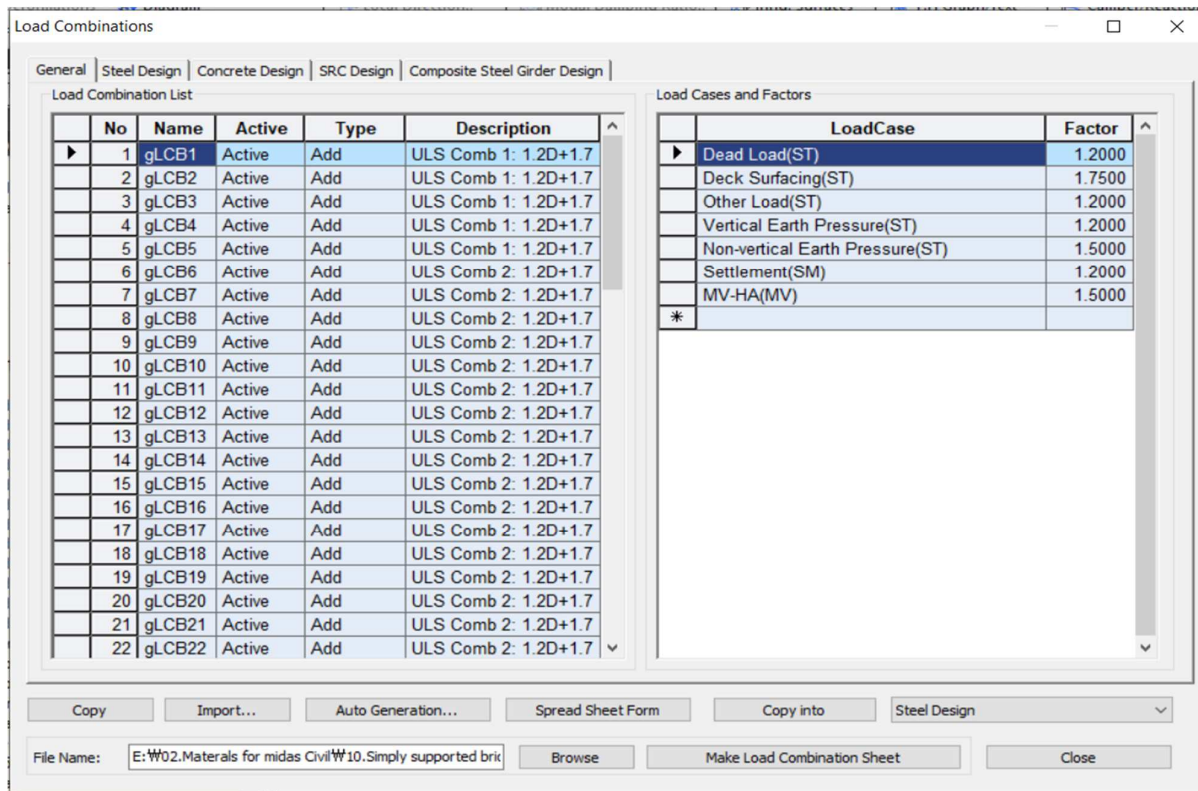 Load Combinations
General Steel Design Concrete Design SRC Design Composite Steel Girder Design
Load Combination List
No Name Active Type Description
1 gLCB1 Active Add ULS Comb 1: 1.2D+1.7
2 gLCB2 Active Add ULS Comb 1: 1.2D+1.7
3 gLCB3 Active Add ULS Comb 1: 1.2D+1.7
4 gLCB4 Active Add ULS Comb 1: 1.2D+1.7
5 gLCB5 Active Add ULS Comb 1: 1.2D+1.7
6 gLCB6 Active Add ULS Comb 2: 1.2D+1.7
7 gLCB7 Active Add ULS Comb 2: 1.2D+1.7
8 gLCB8 Active Add ULS Comb 2: 1.2D+1.7
9 gLCB9 Active Add ULS Comb 2: 1.2D+1.7
10 gLCB10 Active Add ULS Comb 2: 1.2D+1.7
11 gLCB11 Active Add ULS Comb 2: 1.2D+1.7
12 gLCB12 Active Add ULS Comb 2: 1.2D+1.7
13 gLCB13 Active Add ULS Comb 2: 1.2D+1.7
14 gLCB14 Active Add ULS Comb 2: 1.2D+1.7
15 gLCB15 Active Add ULS Comb 2: 1.2D+1.7
16 gLCB16 Active Add ULS Comb 2: 1.2D+1.7
17 gLCB17 Active Add ULS Comb 2: 1.2D+1.7
18 gLCB18 Active Add ULS Comb 2: 1.2D+1.7
19 gLCB19 Active Add ULS Comb 2: 1.2D+1.7
20 gLCB20 Active Add ULS Comb 2: 1.2D+1.7
21 gLCB21 Active Add ULS Comb 2: 1.2D+1.7
22 gLCB22 Active Add ULS Comb 2: 1.2D+1.7
Load Cases and Factors
LoadCase Factor
Dead Load(ST) 1.2000
Deck Surfacing(ST) 1.7500
Other Load(ST) 1.2000
Vertical Earth Pressure(ST) 1.2000
Non-vertical Earth Pressure(ST) 1.5000
Settlement(SM) 1.2000
MV-HA(MV) 1.5000
*
Copy Import... Auto Generation... Spread Sheet Form Copy into Steel Design
File Name: E:₩02.Materals for midas Civil₩10.Simply supported bric Browse Make Load Combination Sheet Close